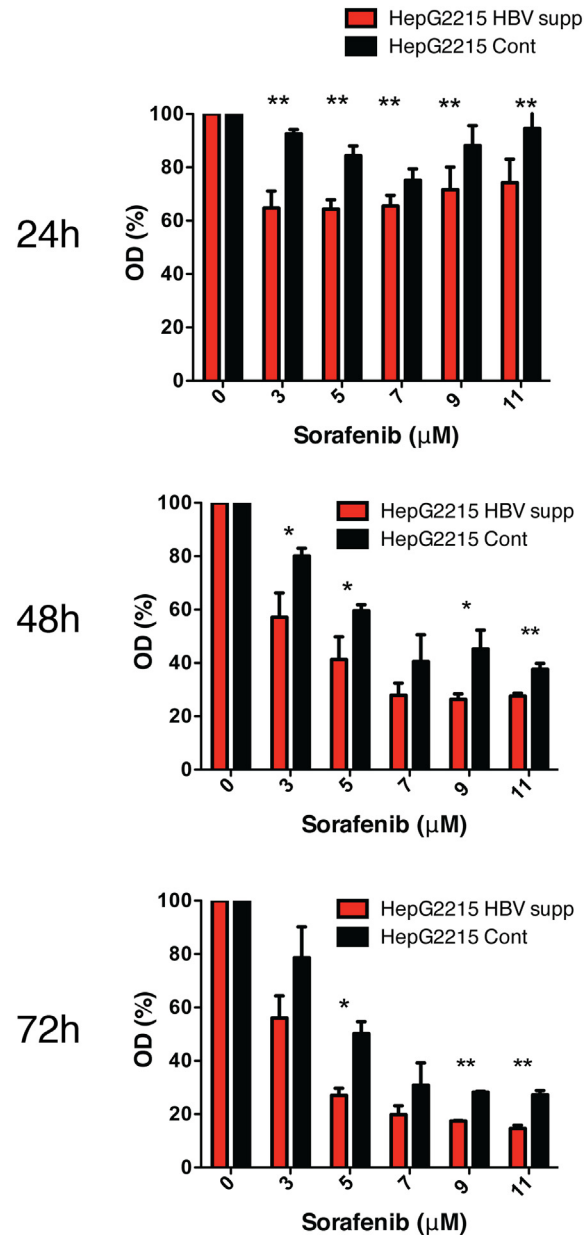 HepG2215 HBV supp
HepG2215 Cont
24h
OD (%)
100
80
60
40
20
0
** ** ** ** **
0 3 5 7 9 11
Sorafenib (μM)
48h
OD (%)
100
80
60
40
20
0
HepG2215 HBV supp
HepG2215 Cont
* * * **
0 3 5 7 9 11
Sorafenib (μM)
72h
OD (%)
100
80
60
40
20
0
HepG2215 HBV supp
HepG2215 Cont
* ** **
0 3 5 7 9 11
Sorafenib (μM)